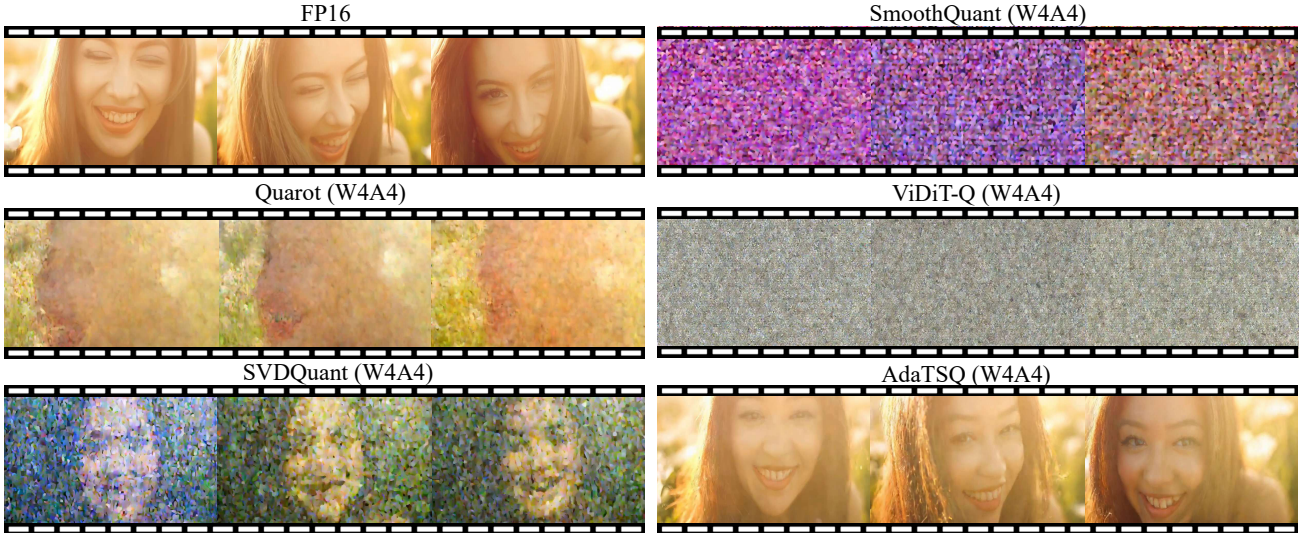 FP16
SmoothQuant (W4A4)
Quarot (W4A4)
ViDiT-Q (W4A4)
SVDQuant (W4A4)
AdaTSQ (W4A4)